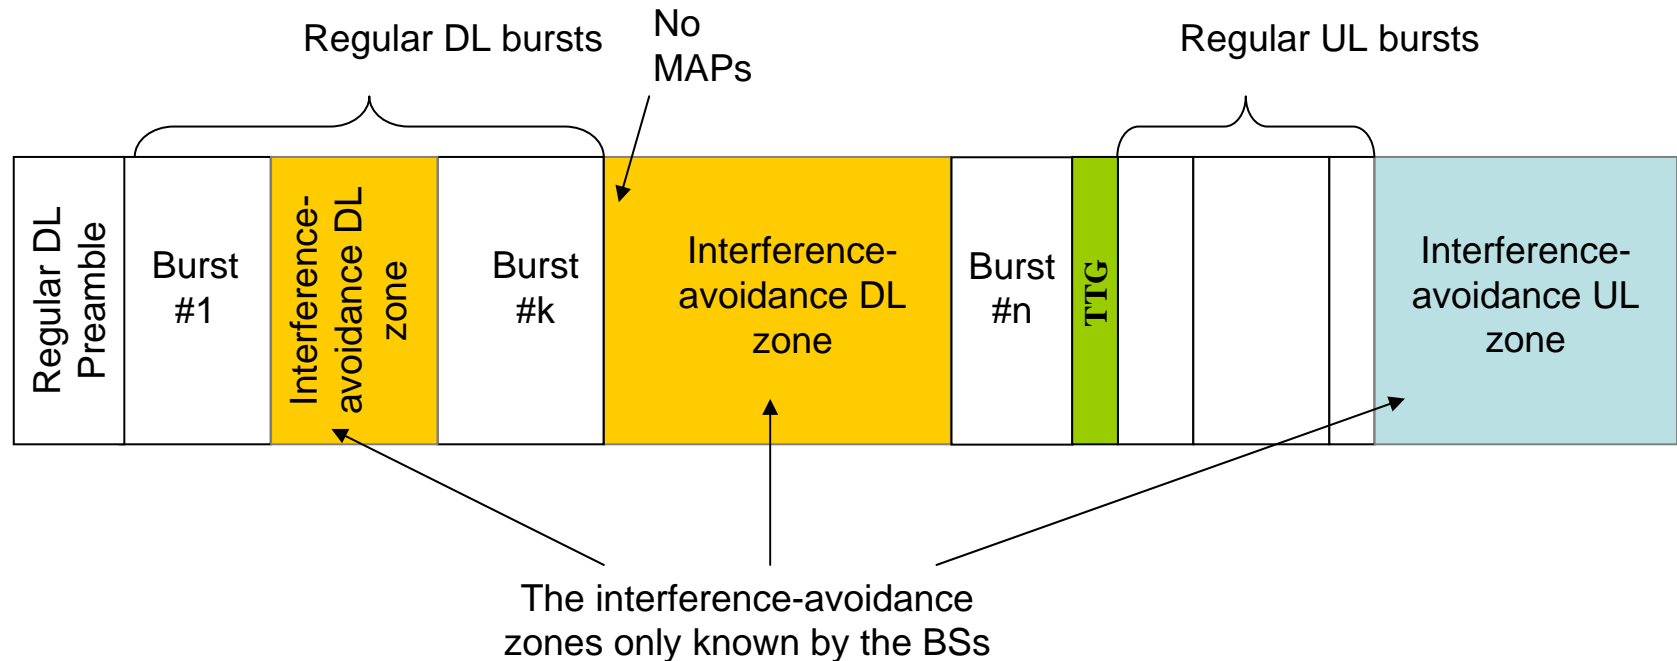 Regular DL bursts
No
MAPs
Regular UL bursts
Regular DL
Preamble
Burst
#1
Interference-
avoidance DL
zone
Burst
#k
Interference-
avoidance DL
zone
Burst
#n
TTG
Interference-
avoidance UL
zone
The interference-avoidance
zones only known by the BSs